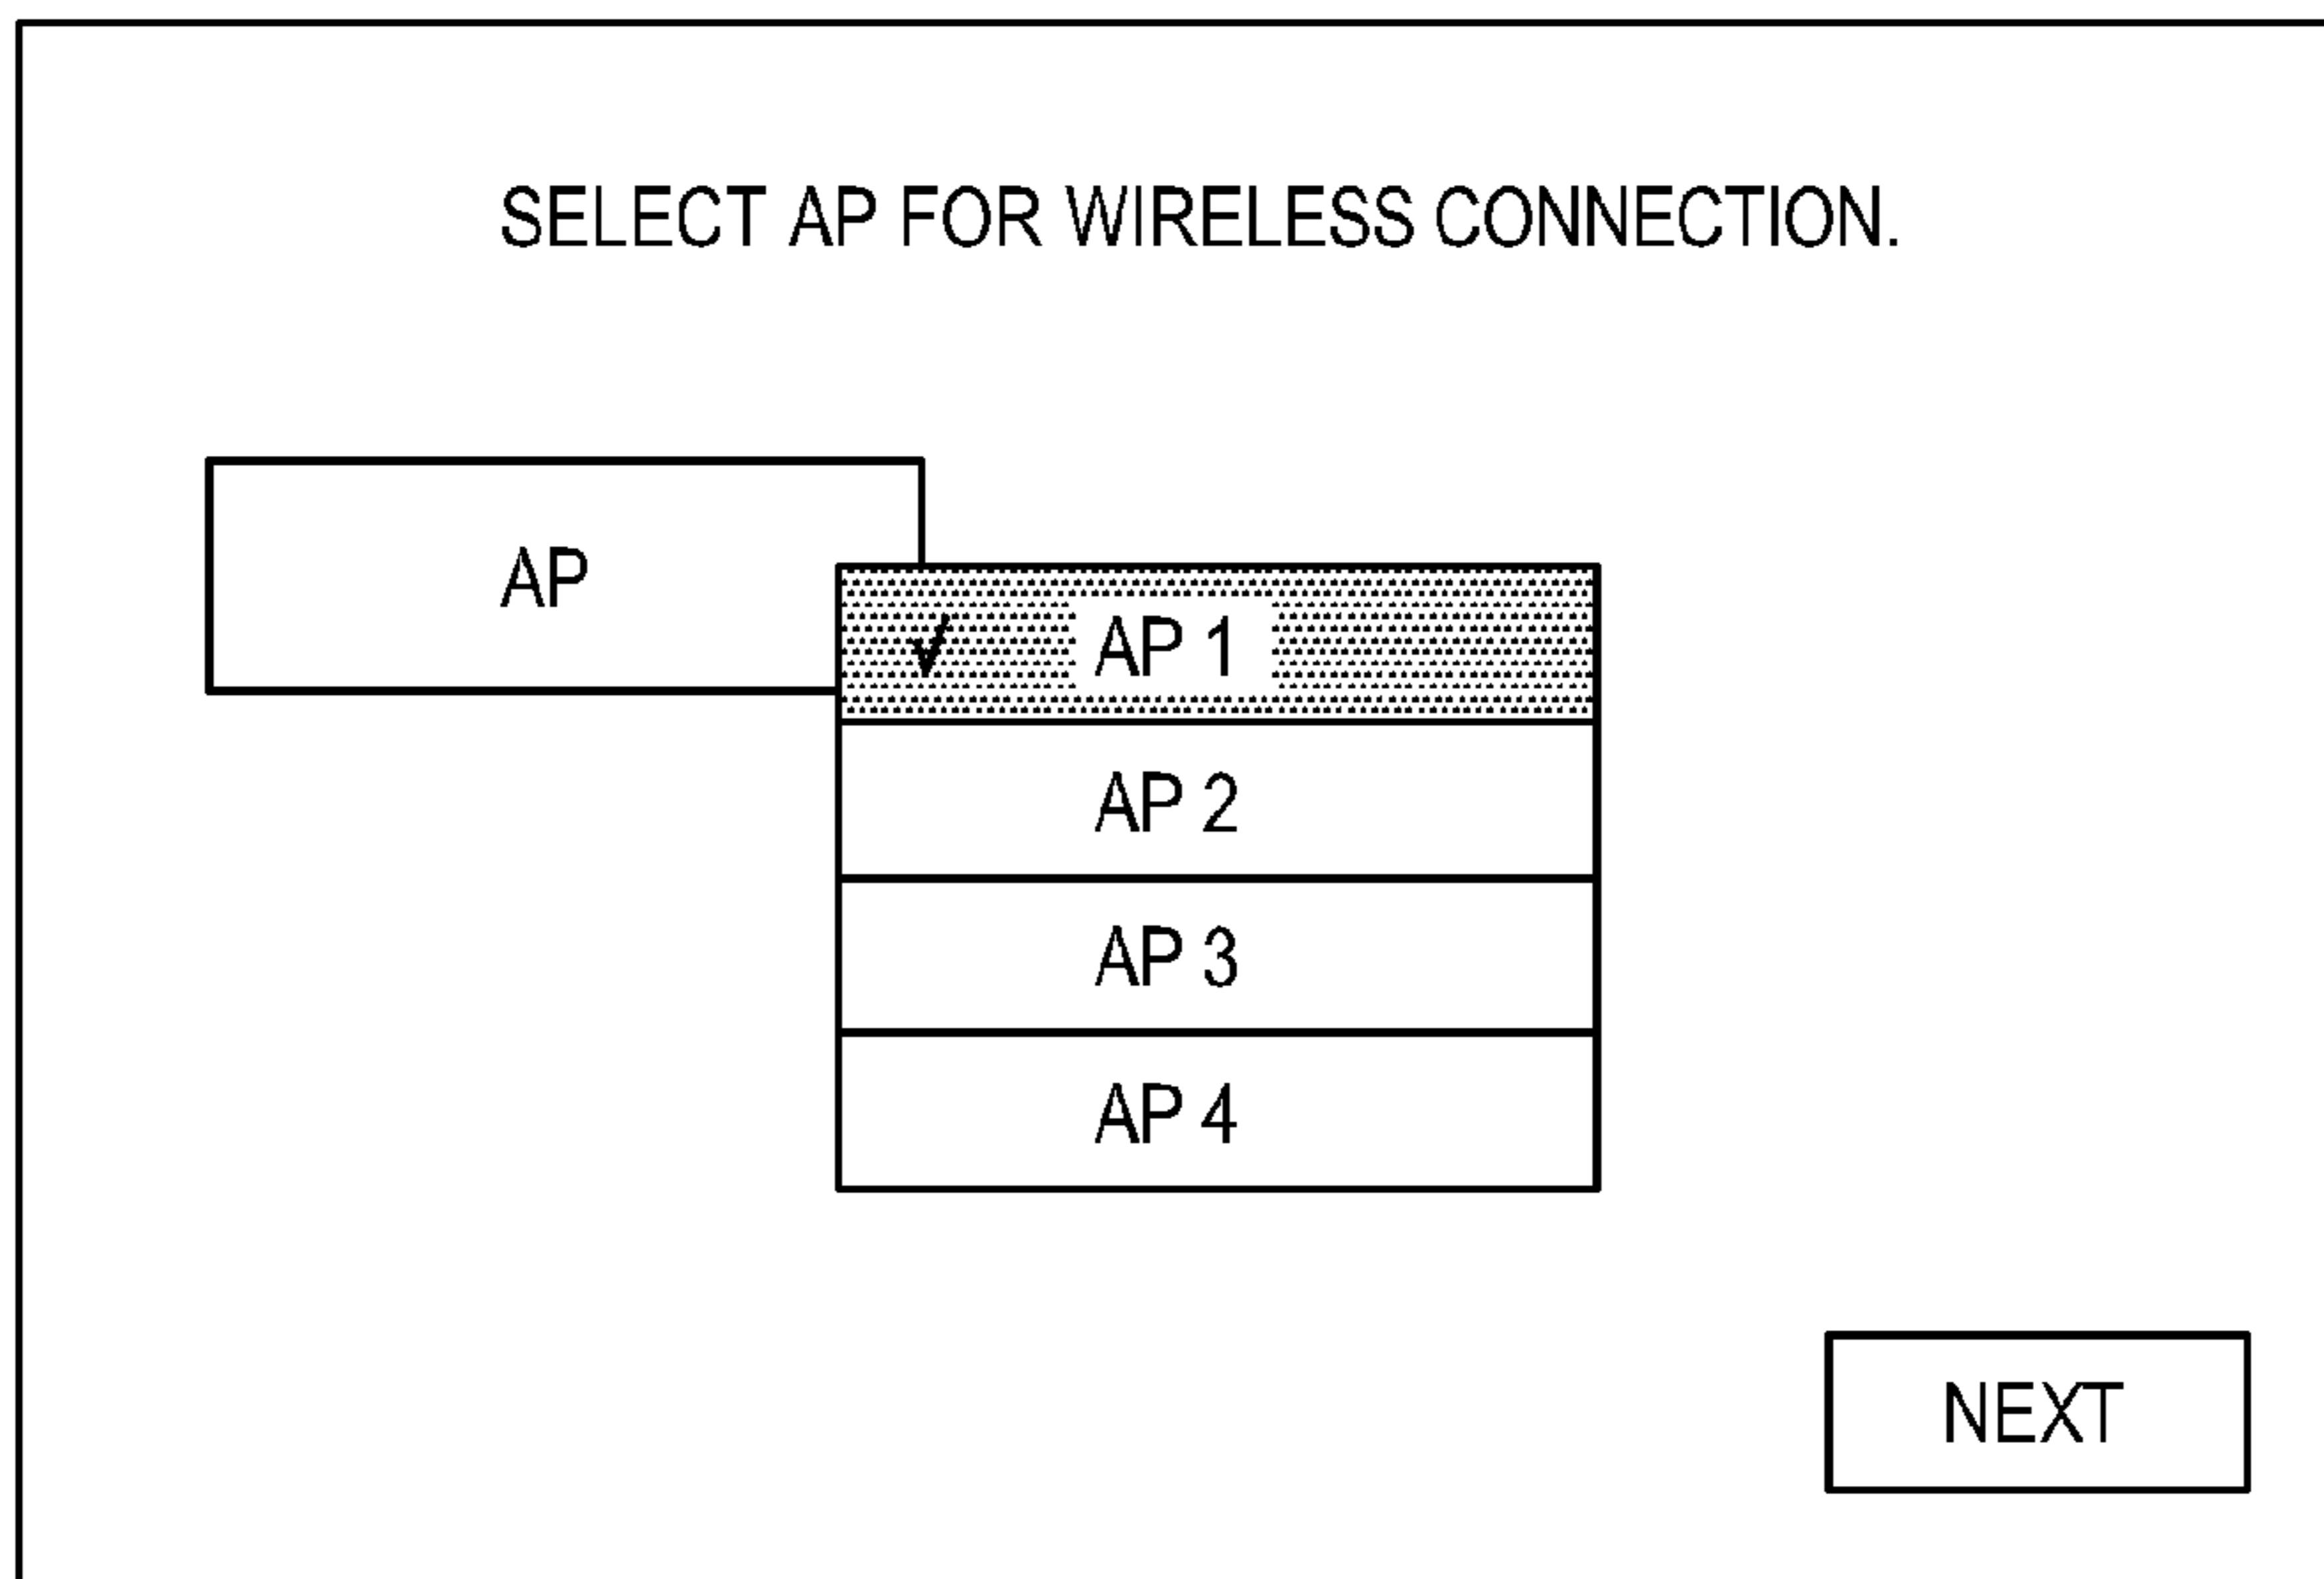 SELECT AP FOR WIRELESS CONNECTION.
AP
AP 1
AP 2
AP 3
AP 4
NEXT